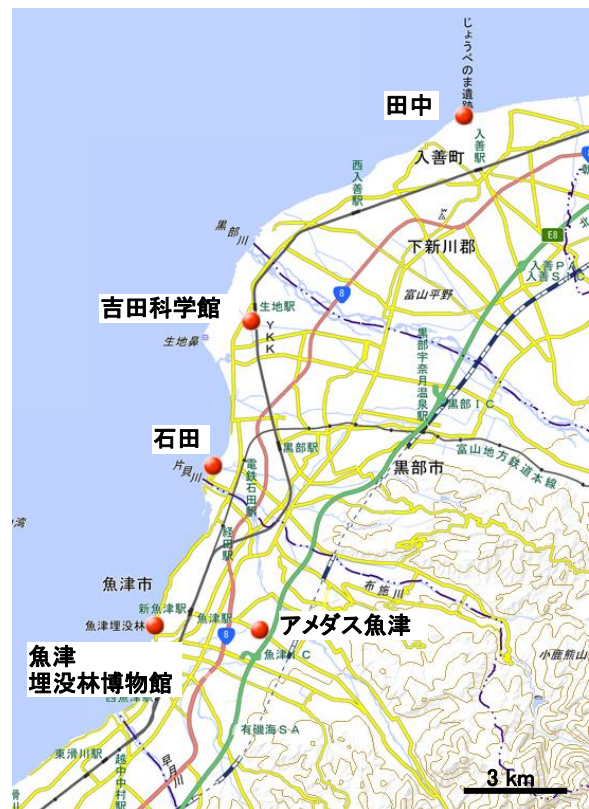 じょうべのま遺跡
田中
入善駅
入善町
西入善駅
黒部川
下新川郡
E8
入善PA
入善SIC
8
富山平野
吉田科学館
生地駅
YKK
生地鼻
黒部宇奈月温泉駅
黒部IC
石田
片貝川
電鉄石田駅
黒部駅
黒部市
富山地方鉄道本線
経田駅
魚津市
布施川
新魚津駅
魚津駅
魚津埋没林
8
アメダス魚津
魚津IC
小鹿熊山
魚津
埋没林博物館
西魚津駅
有磯海SA
東滑川駅
早月川
越中中村駅
3 km